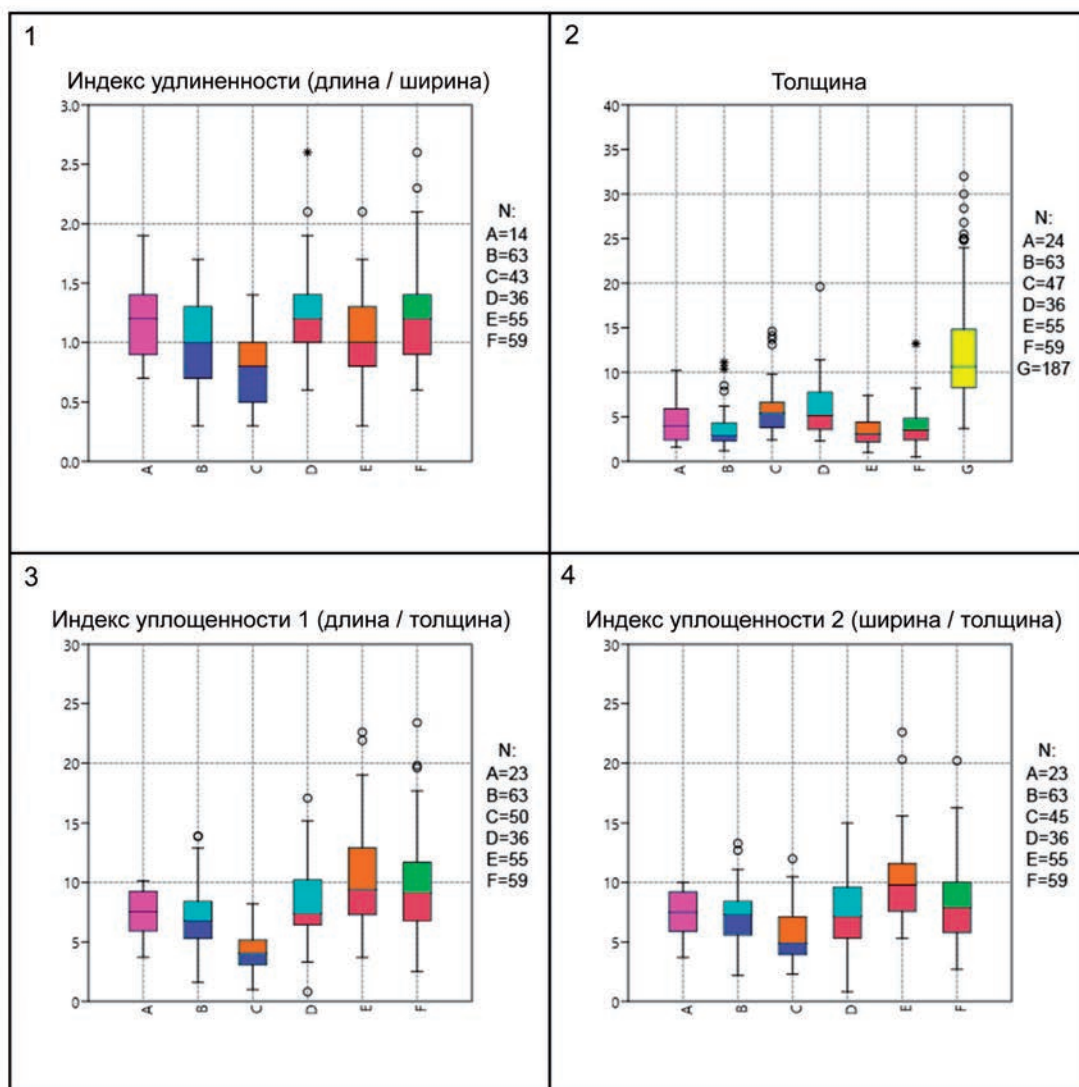 1
Индекс удлиненности (длина / ширина)
3.0
2.5
2.0
1.5
1.0
0.5
0.0
A B C D E F
N:
A=14
B=63
C=43
D=36
E=55
F=59
2
Толщина
40
35
30
25
20
15
10
5
0
A B C D E F G
N:
A=24
B=63
C=47
D=36
E=55
F=59
G=187
3
Индекс уплощенности 1 (длина / толщина)
30
25
20
15
10
5
0
A B C D E F
N:
A=23
B=63
C=50
D=36
E=55
F=59
4
Индекс уплощенности 2 (ширина / толщина)
30
25
20
15
10
5
0
A B C D E F
N:
A=23
B=63
C=45
D=36
E=55
F=59